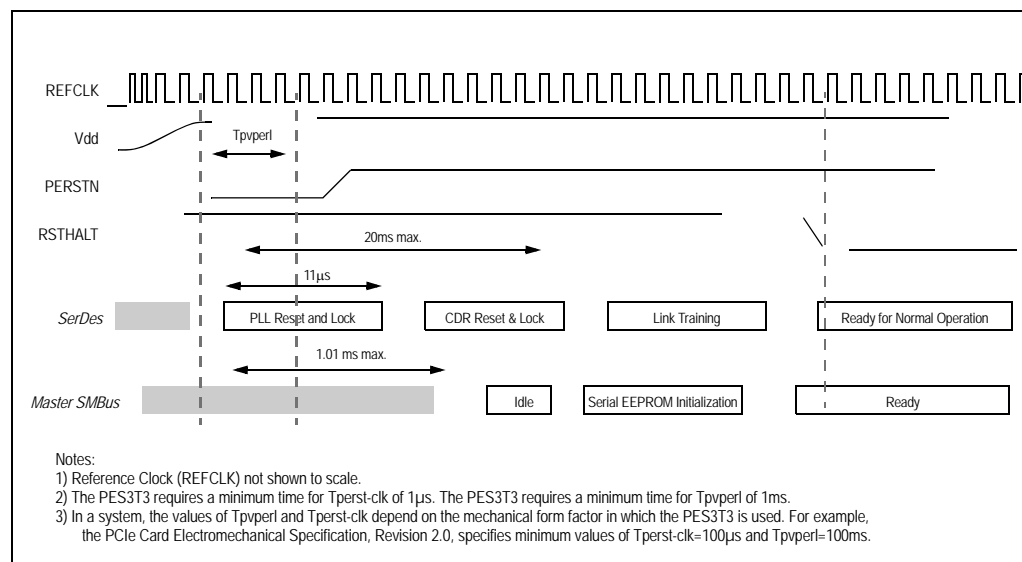 REFCLK
Vdd
Tpvperl
PERSTN
RSTHALT
20ms max.
11µs
SerDes
PLL Reset and Lock
CDR Reset & Lock
Link Training
Ready for Normal Operation
1.01 ms max.
Master SMBus
Idle
Serial EEPROM Initialization
Ready
Notes:
1) Reference Clock (REFCLK) not shown to scale.
2) The PES3T3 requires a minimum time for Tperst-clk of 1µs. The PES3T3 requires a minimum time for Tpvperl of 1ms.
3) In a system, the values of Tpvperl and Tperst-clk depend on the mechanical form factor in which the PES3T3 is used. For example,
the PCIe Card Electromechanical Specification, Revision 2.0, specifies minimum values of Tperst-clk=100µs and Tpvperl=100ms.